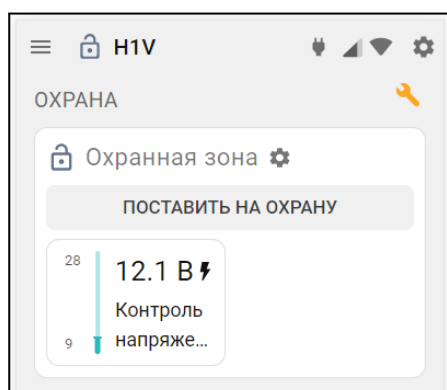 H1V
ОХРАНА
Охранная зона
ПОСТАВИТЬ НА ОХРАНУ
28
12.1 В
Контроль
9 напряже...